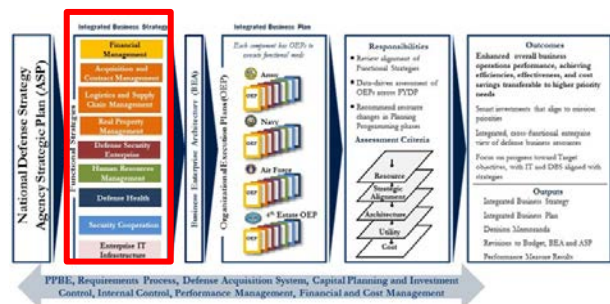 National Defense Strategy
Agency Strategic Plan (ASP)
Integrated Business Strategy
Functional Strategies
Financial
Management
Acquisition and
Contract Management
Logistics and Supply
Chain Management
Real Property
Management
Defense Security
Enterprise
Human Resources
Management
Defense Health
Security Cooperation
Enterprise IT
Infrastructure
Business Enterprise Architecture (BEA)
Integrated Business Plan
Organizational Execution Plans (OEP)
Each component has OEPs to
execute functional needs
Army
OEP
Navy
OEP
Air Force
OEP
4th Estate OEP
OEP
Responsibilities
Review alignment of
Functional Strategies
Data-driven assessment of
OEPs across FYDP
Recommend resource
changes in Planning
Programming phases
Assessment Criteria
Resource
Strategic
Alignment
Architecture
Utility
Cost
Outcomes
Enhanced overall business
operations performance, achieving
efficiencies, effectiveness, and cost
savings transferable to higher priority
needs
Smart investments that align to mission
priorities
Integrated, cross-functional enterprise
view of defense business resources
Focus on progress toward Target
objectives, with IT and DBS aligned
with strategies
Outputs
Integrated Business Strategy
Integrated Business Plan
Decision Memoranda
Revisions to Budget, BEA and ASP
Performance Measure Results
PPBE, Requirements Process, Defense Acquisition System, Capital Planning and Investment
Control, Internal Control, Performance Management, Financial and Cost Management